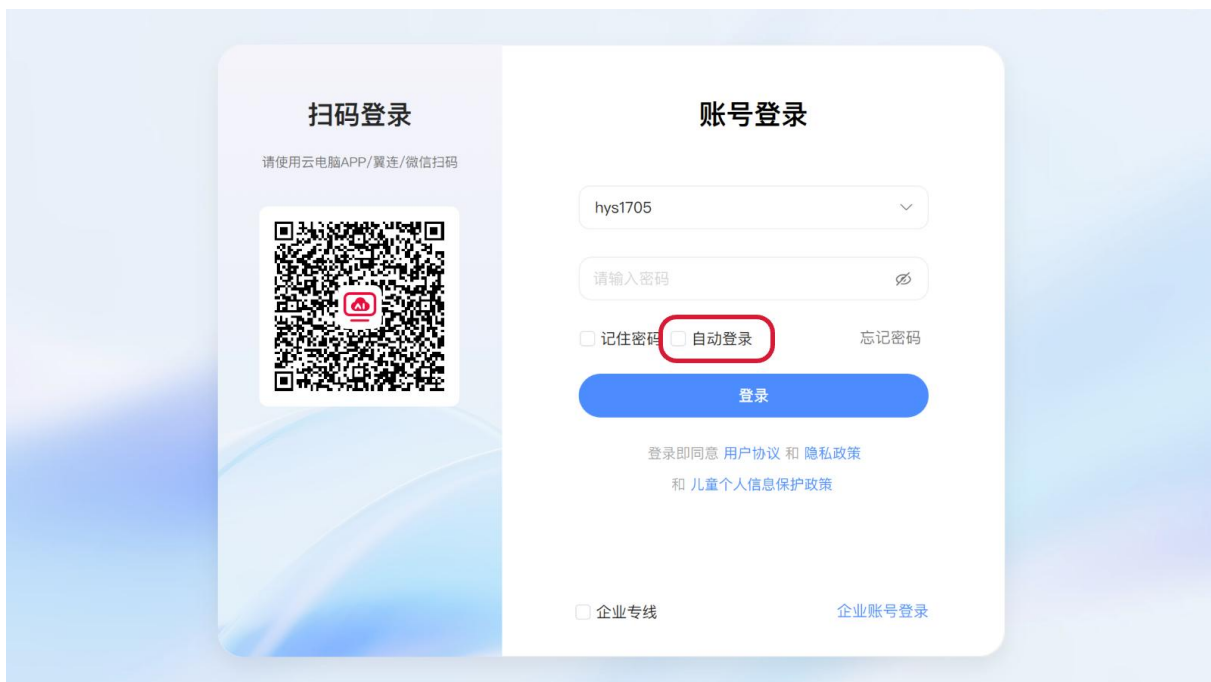 扫码登录
请使用云电脑APP/翼连/微信扫码
AI
账号登录
hys1705
请输入密码
记住密码 自动登录 忘记密码
登录
登录即同意 用户协议 和 隐私政策
和 儿童个人信息保护政策
企业专线 企业账号登录